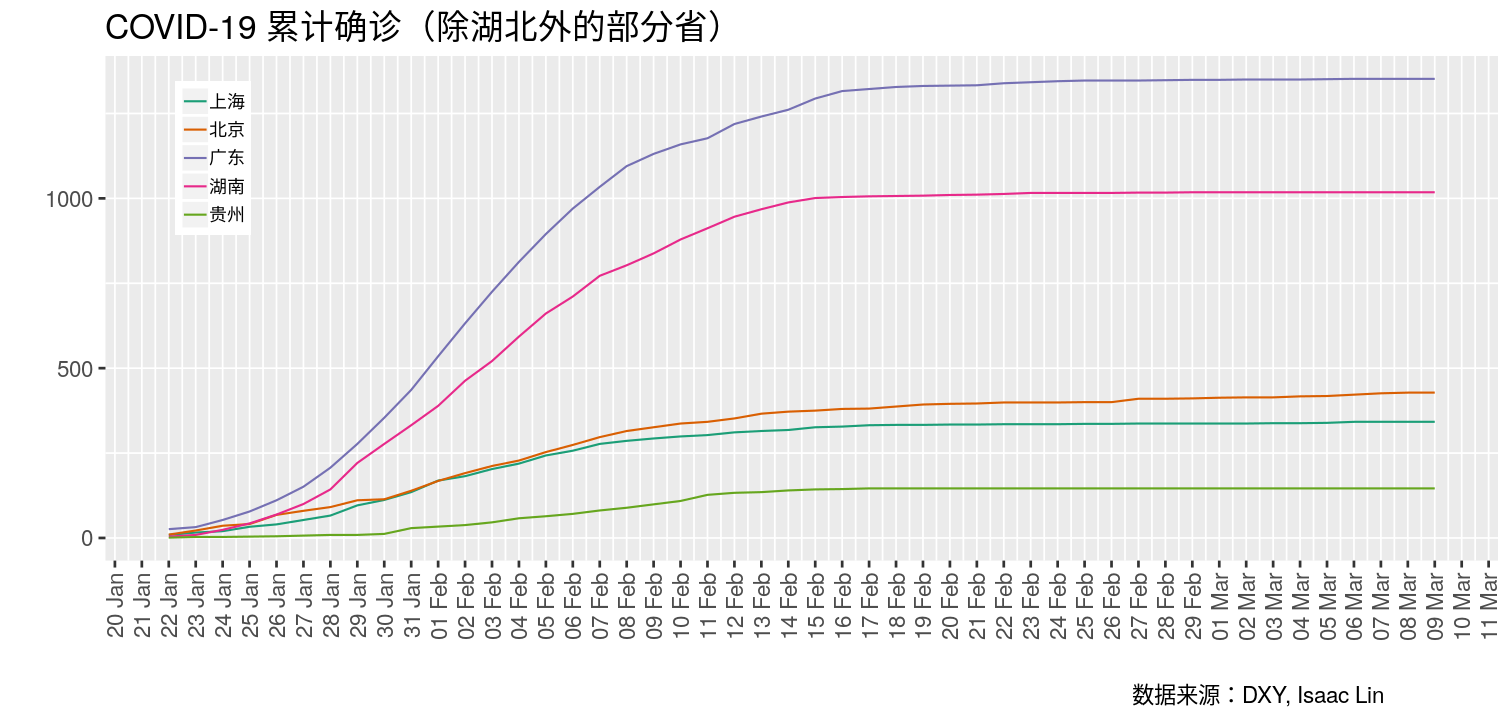 COVID-19 累计确诊（除湖北外的部分省）
上海
北京
广东
湖南
贵州
1000
500
0
20 Jan
21 Jan
22 Jan
23 Jan
24 Jan
25 Jan
26 Jan
27 Jan
28 Jan
29 Jan
30 Jan
31 Jan
01 Feb
02 Feb
03 Feb
04 Feb
05 Feb
06 Feb
07 Feb
08 Feb
09 Feb
10 Feb
11 Feb
12 Feb
13 Feb
14 Feb
15 Feb
16 Feb
17 Feb
18 Feb
19 Feb
20 Feb
21 Feb
22 Feb
23 Feb
24 Feb
25 Feb
26 Feb
27 Feb
28 Feb
29 Feb
01 Mar
02 Mar
03 Mar
04 Mar
05 Mar
06 Mar
07 Mar
08 Mar
09 Mar
10 Mar
11 Mar
数据来源：DXY, Isaac Lin